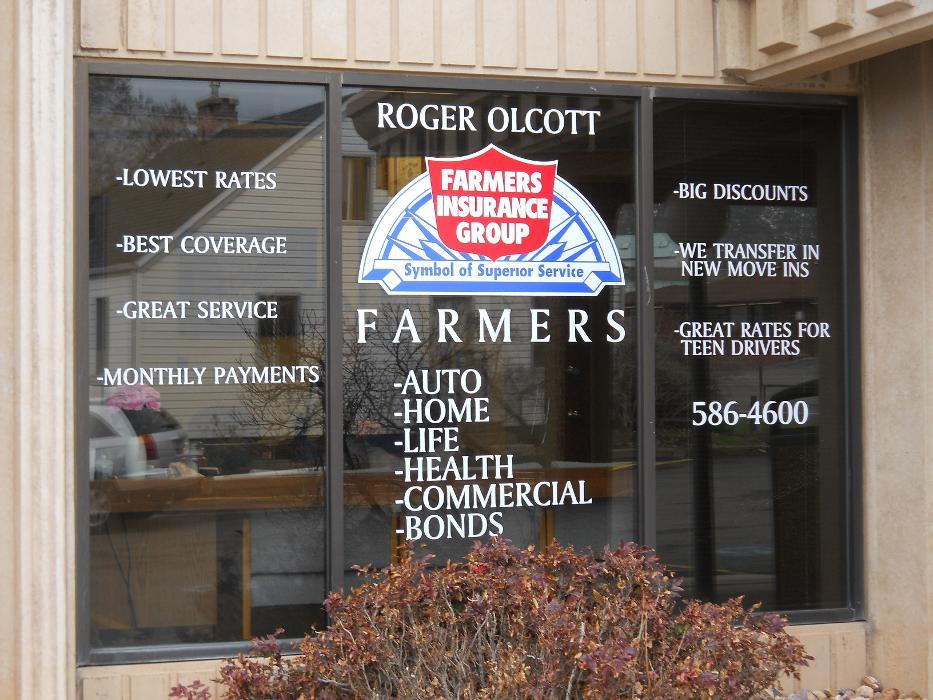 -LOWEST RATES
-BEST COVERAGE
-GREAT SERVICE
-MONTHLY PAYMENTS
ROGER OLCOTT
FARMERS
INSURANCE
GROUP
Symbol of Superior Service
FARMERS
-AUTO
-HOME
-LIFE
-HEALTH
-COMMERCIAL
-BONDS
-BIG DISCOUNTS
-WE TRANSFER IN
NEW MOVE INS
-GREAT RATES FOR
TEEN DRIVERS
586-4600